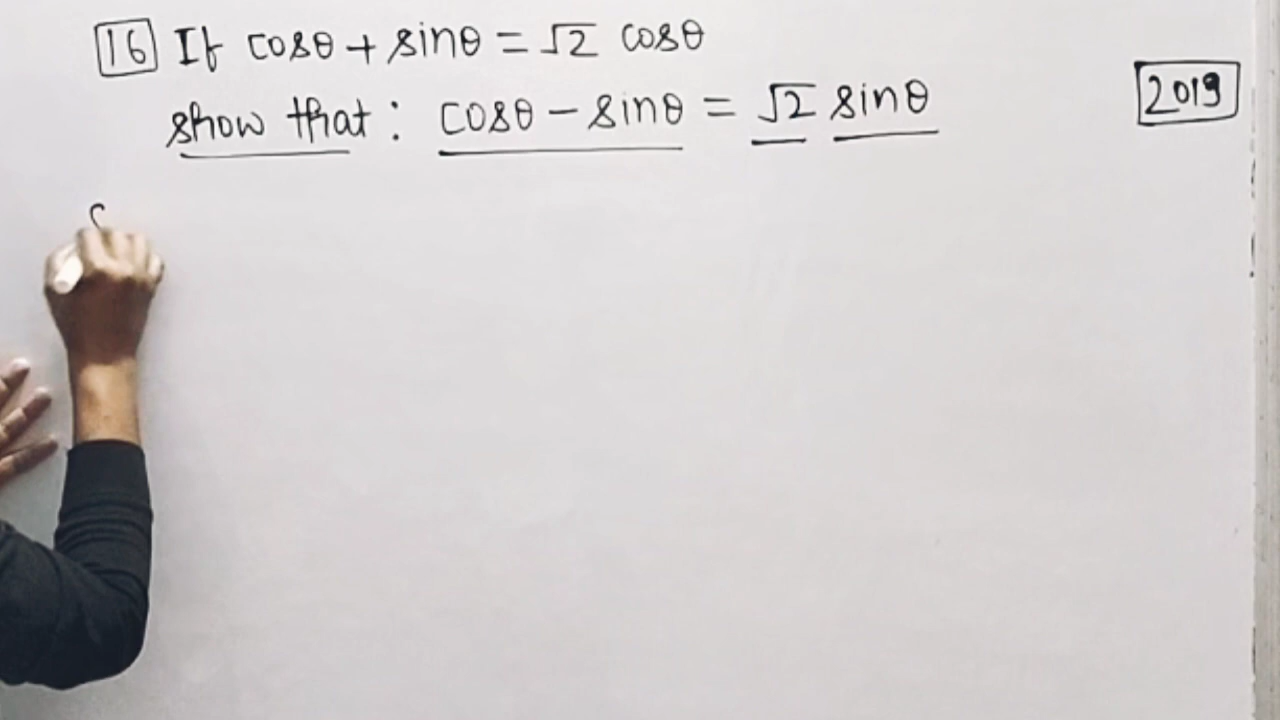 16 If cosθ + sinθ = √2 cosθ
show that : cosθ - sinθ = √2 sinθ
2019